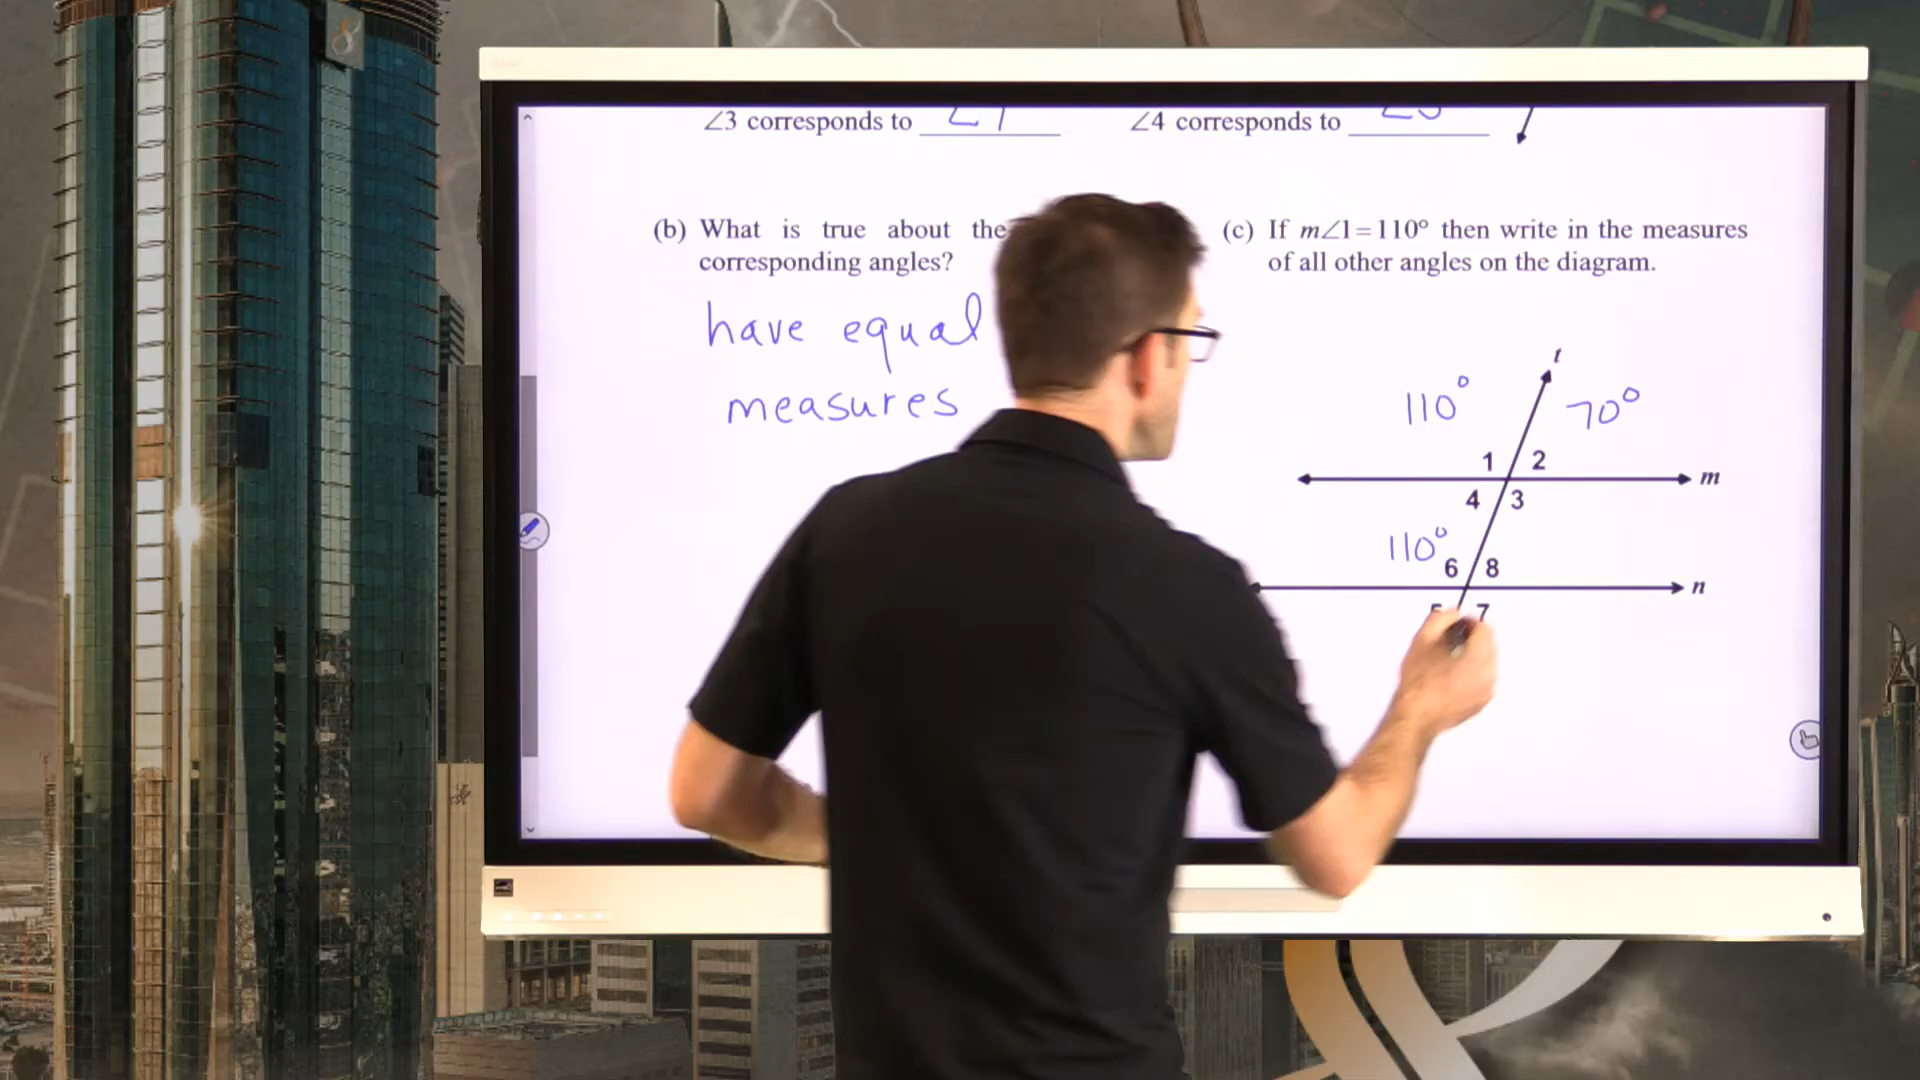 ∠3 corresponds to ∠7
∠4 corresponds to
(b) What is true about the
corresponding angles?
have equal
measures
(c) If m∠1=110° then write in the measures
of all other angles on the diagram.
t
110° 70°
1 2
m
4 3
110°
6 8
n
5 7